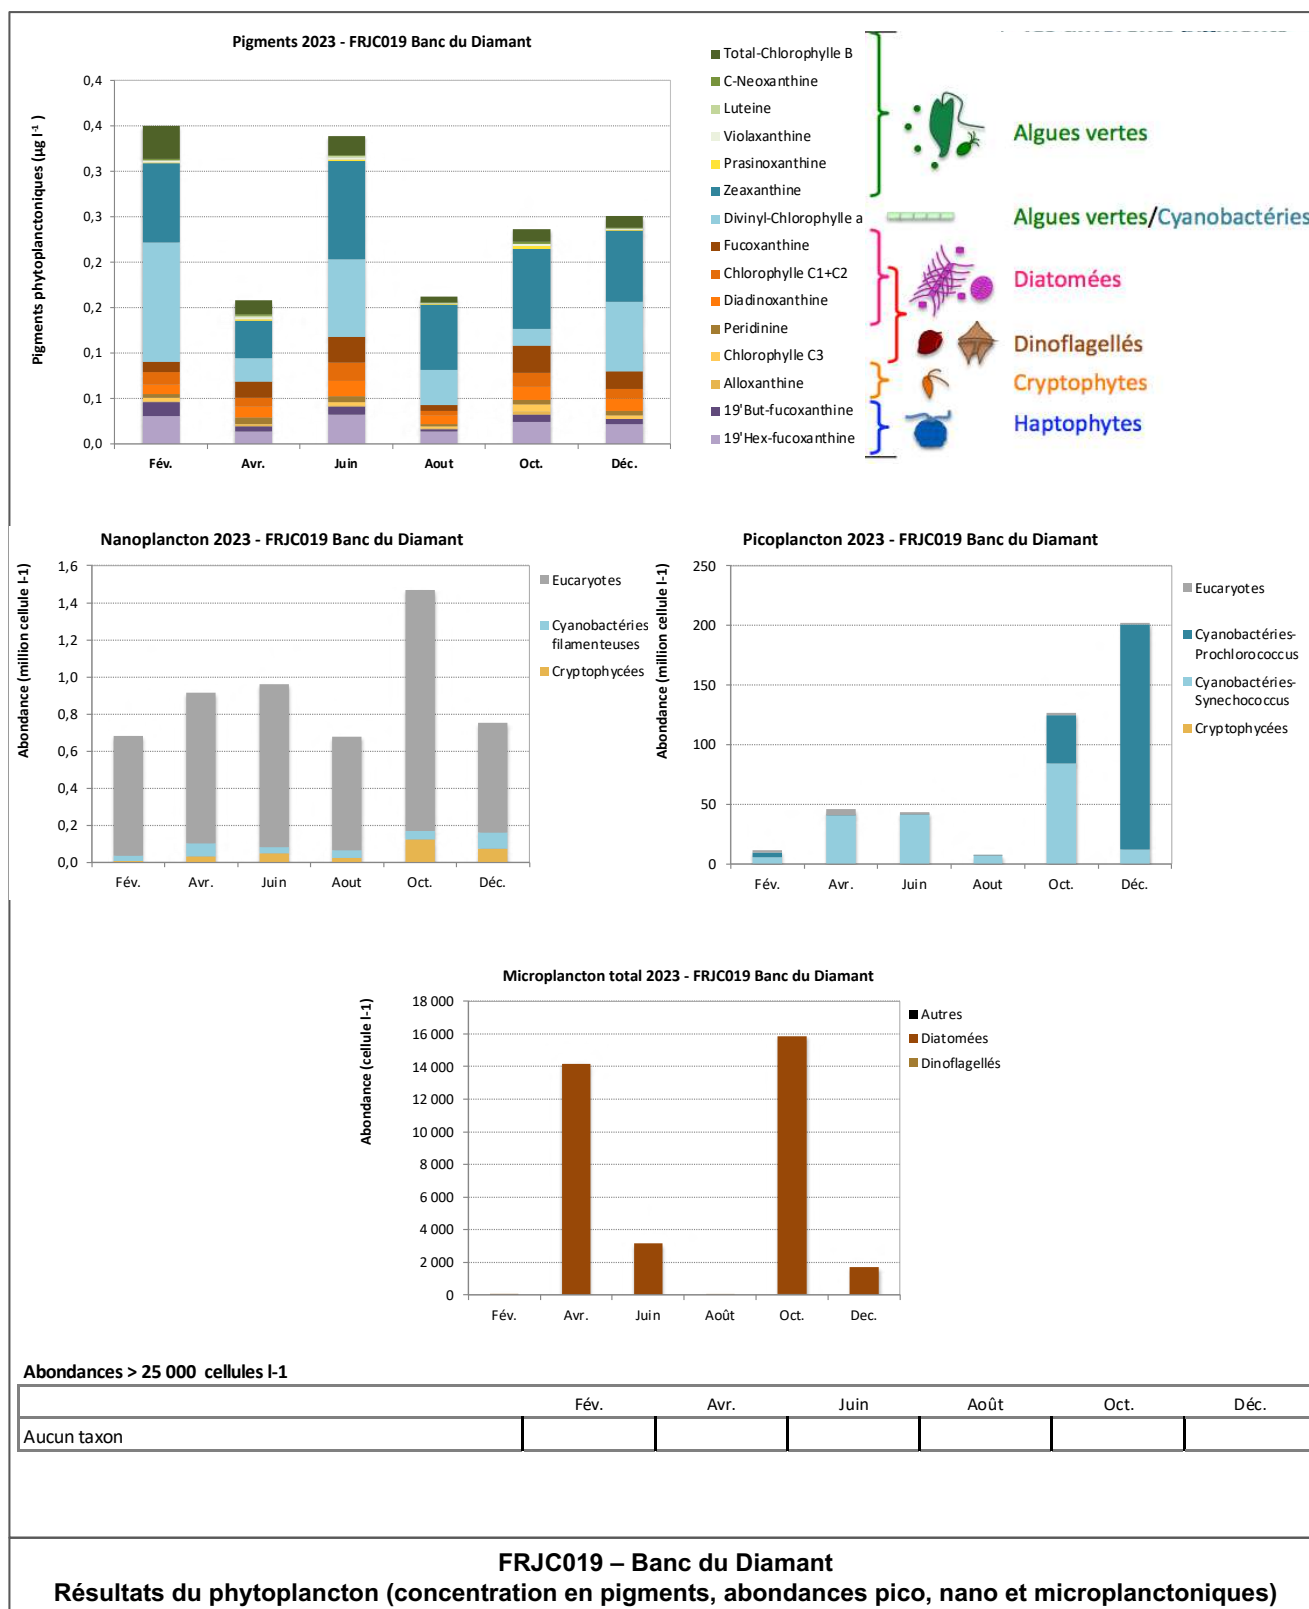 Pigments 2023 - FRJC019 Banc du Diamant
Pigments phytoplanctoniques (µg l-1)
0,4
0,4
0,3
0,3
0,2
0,2
0,1
0,1
0,0
Fév. Avr. Juin Aout Oct. Déc.
Total-Chlorophylle B
C-Neoxanthine
Luteine
Violaxanthine
Prasinoxanthine
Zeaxanthine
Divinyl-Chlorophylle a
Fucoxanthine
Chlorophylle C1+C2
Diadinoxanthine
Peridinine
Chlorophylle C3
Alloxanthine
19'But-fucoxanthine
19'Hex-fucoxanthine
Algues vertes
Algues vertes/Cyanobactéries
Diatomées
Dinoflagellés
Cryptophytes
Haptophytes
Nanoplancton 2023 - FRJC019 Banc du Diamant
Abondance (million cellule l-1)
1,6
1,4
1,2
1,0
0,8
0,6
0,4
0,2
0,0
Fév. Avr. Juin Aout Oct. Déc.
Eucaryotes
Cyanobactéries
filamenteuses
Cryptophycées
Picoplancton 2023 - FRJC019 Banc du Diamant
Abondance (million cellule l-1)
250
200
150
100
50
0
Fév. Avr. Juin Aout Oct. Déc.
Eucaryotes
Cyanobactéries-
Prochlorococcus
Cyanobactéries-
Synechococcus
Cryptophycées
Microplancton total 2023 - FRJC019 Banc du Diamant
Abondance (cellule l-1)
18 000
16 000
14 000
12 000
10 000
8 000
6 000
4 000
2 000
0
Fév. Avr. Juin Août Oct. Dec.
Autres
Diatomées
Dinoflagellés
Abondances > 25 000 cellules l-1
Fév. Avr. Juin Août Oct. Déc.
Aucun taxon
FRJC019 – Banc du Diamant
Résultats du phytoplancton (concentration en pigments, abondances pico, nano et microplanctoniques)